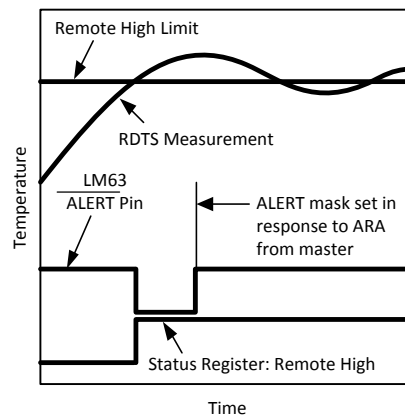 Remote High Limit
RDTS Measurement
LM63
ALERT Pin
ALERT mask set in
response to ARA
from master
Status Register: Remote High
Temperature
Time